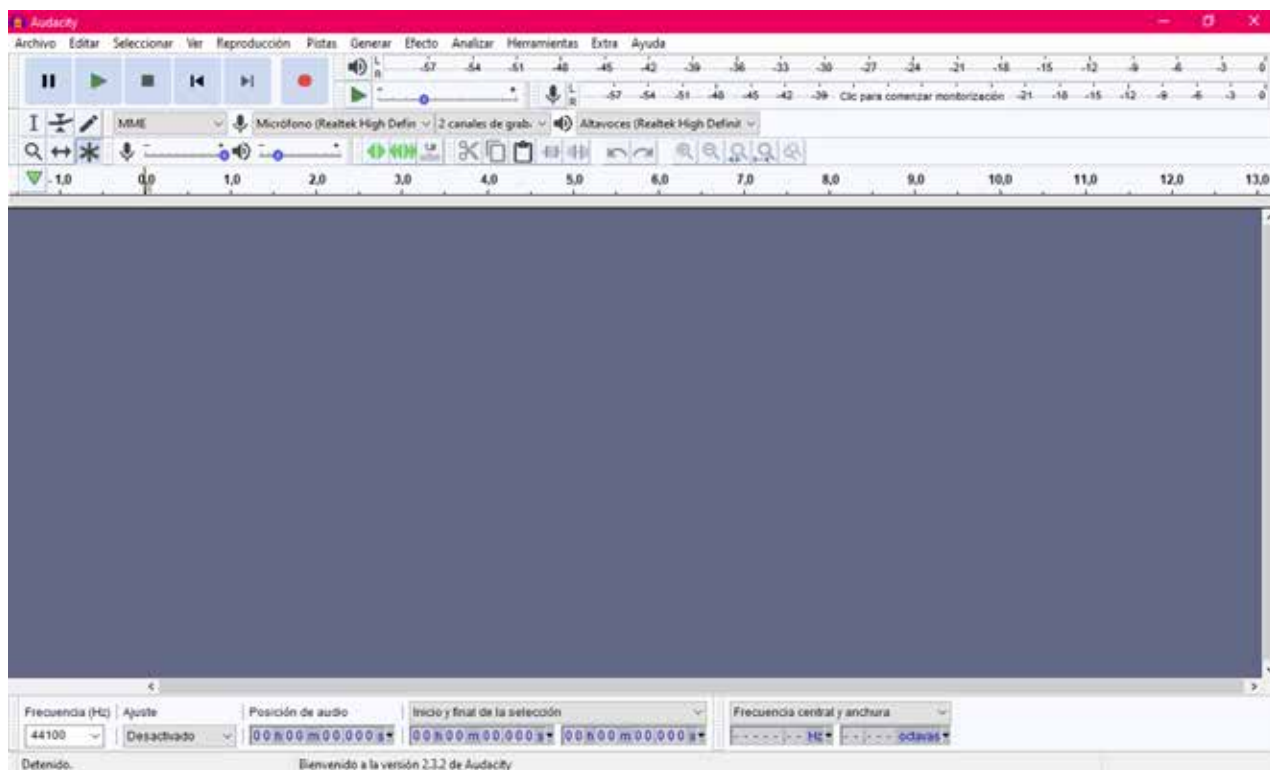 Audacity
Archivo Editar Seleccionar Ver Reproducción Pistas Generar Efecto Analizar Herramientas Extra Ayuda
L R -57 -54 -51 -48 -45 -42 -39 -36 -33 -30 -27 -24 -21 -18 -15 -12 -9 -6 -3 0
L R -57 -54 -51 -48 -45 -42 -39 Clic para comenzar monitorización -21 -18 -15 -12 -9 -6 -3 0
MME Micrófono (Realtek High Defin 2 canales de grab. Altavoces (Realtek High Definit
- 1,0 0,0 1,0 2,0 3,0 4,0 5,0 6,0 7,0 8,0 9,0 10,0 11,0 12,0 13,0
Frecuencia (Hz) Ajuste Posición de audio Inicio y final de la selección Frecuencia central y anchura
44100 Desactivado 00 h 00 m 00,000 s 00 h 00 m 00,000 s 00 h 00 m 00,000 s Hz octavas
Detenido. Bienvenido a la versión 2.3.2 de Audacity